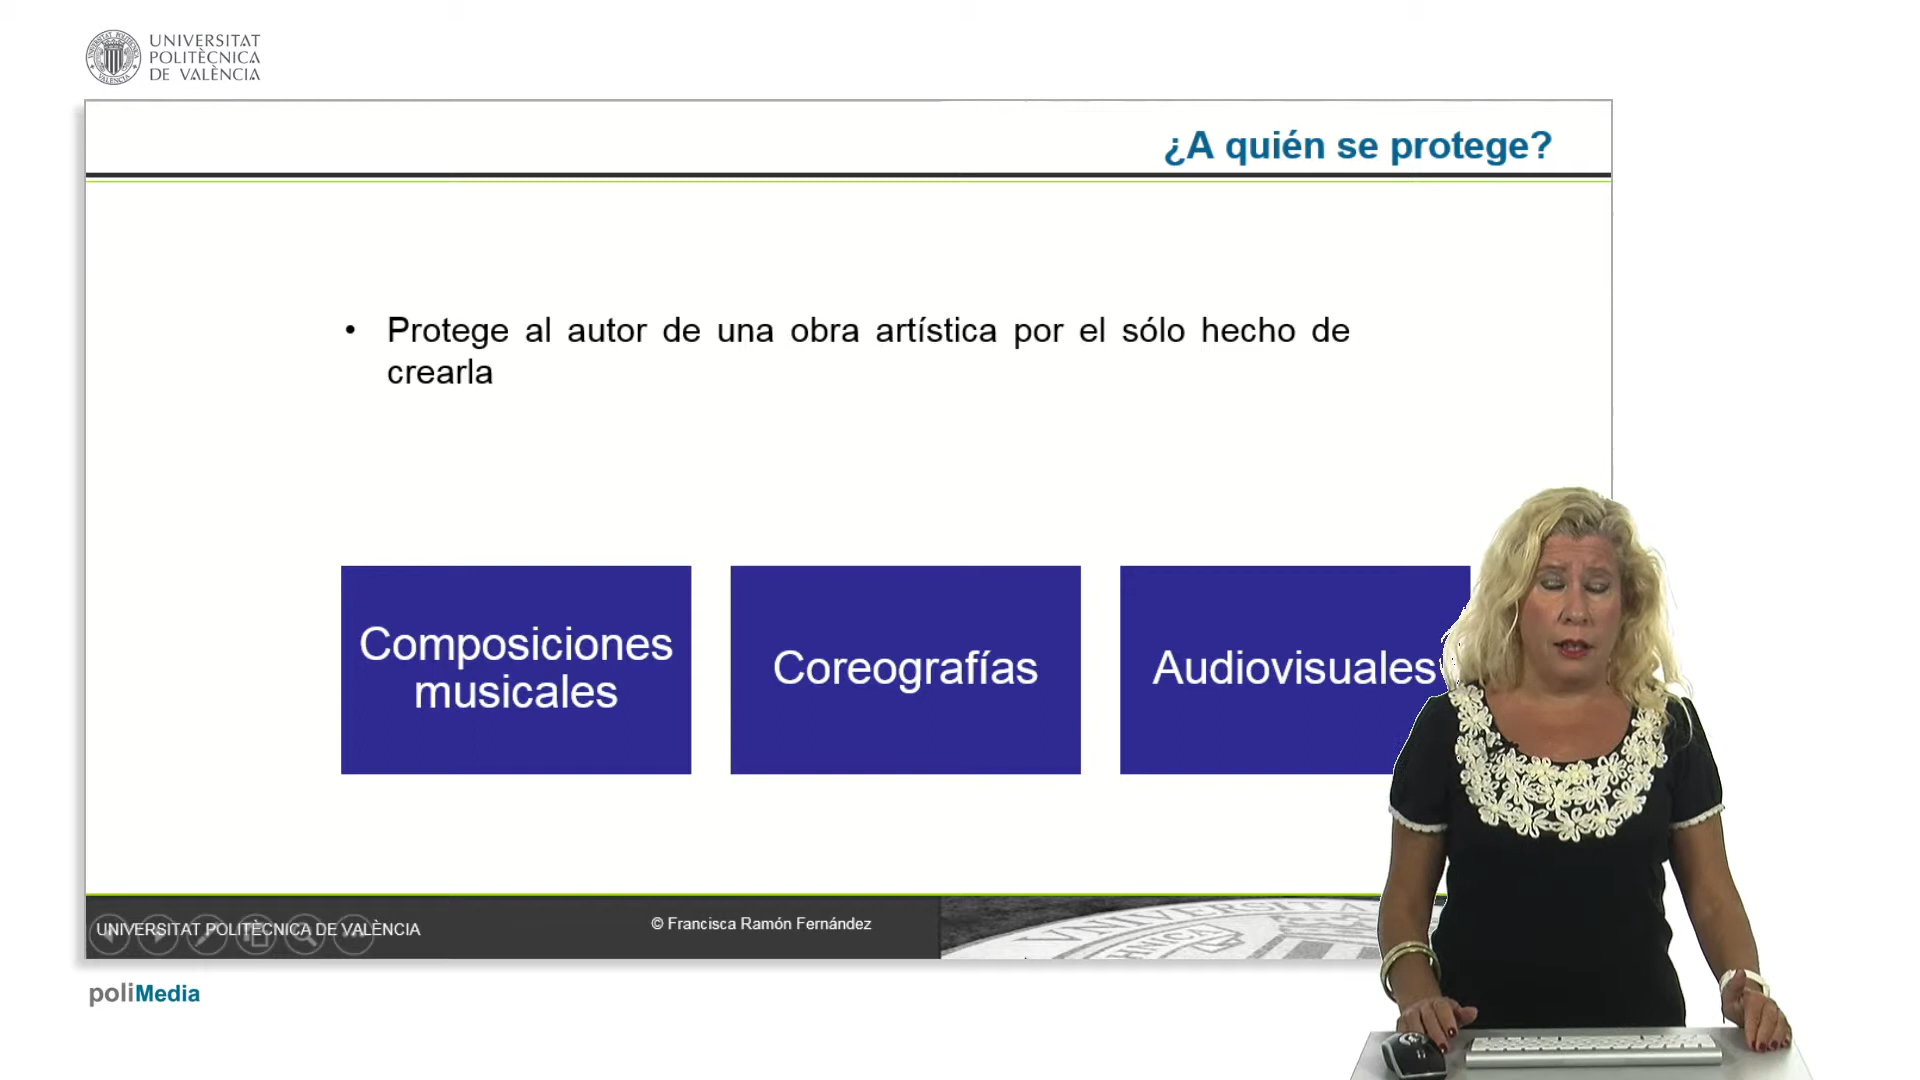 UNIVERSITAT
POLITÈCNICA
DE VALÈNCIA
¿A quién se protege?
• Protege al autor de una obra artística por el sólo hecho de
crearla
Composiciones
musicales
Coreografías
Audiovisuales
UNIVERSITAT POLITÈCNICA DE VALÈNCIA
© Francisca Ramón Fernández
poliMedia